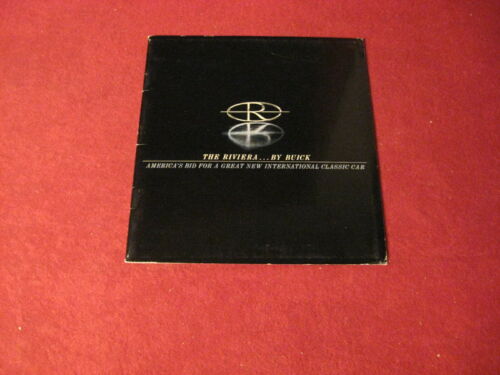 R
THE RIVIERA...BY BUICK
AMERICA'S BID FOR A GREAT NEW INTERNATIONAL CLASSIC CAR